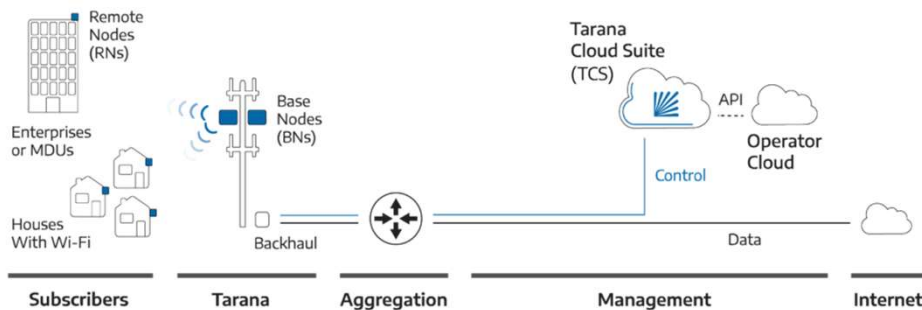 Remote
Nodes
(RNs)
Enterprises
or MDUs
Houses
With Wi-Fi
Base
Nodes
(BNs)
Backhaul
Tarana
Cloud Suite
(TCS)
API
Operator
Cloud
Control
Data
Subscribers
Tarana
Aggregation
Management
Internet